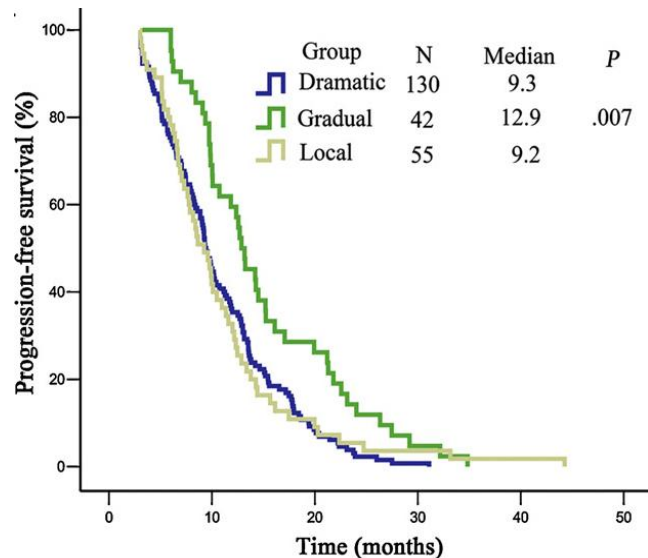 Group N Median P
Dramatic 130 9.3
Gradual 42 12.9 .007
Local 55 9.2
Progression-free survival (%)
100
80
60
40
20
0
0 10 20 30 40 50
Time (months)